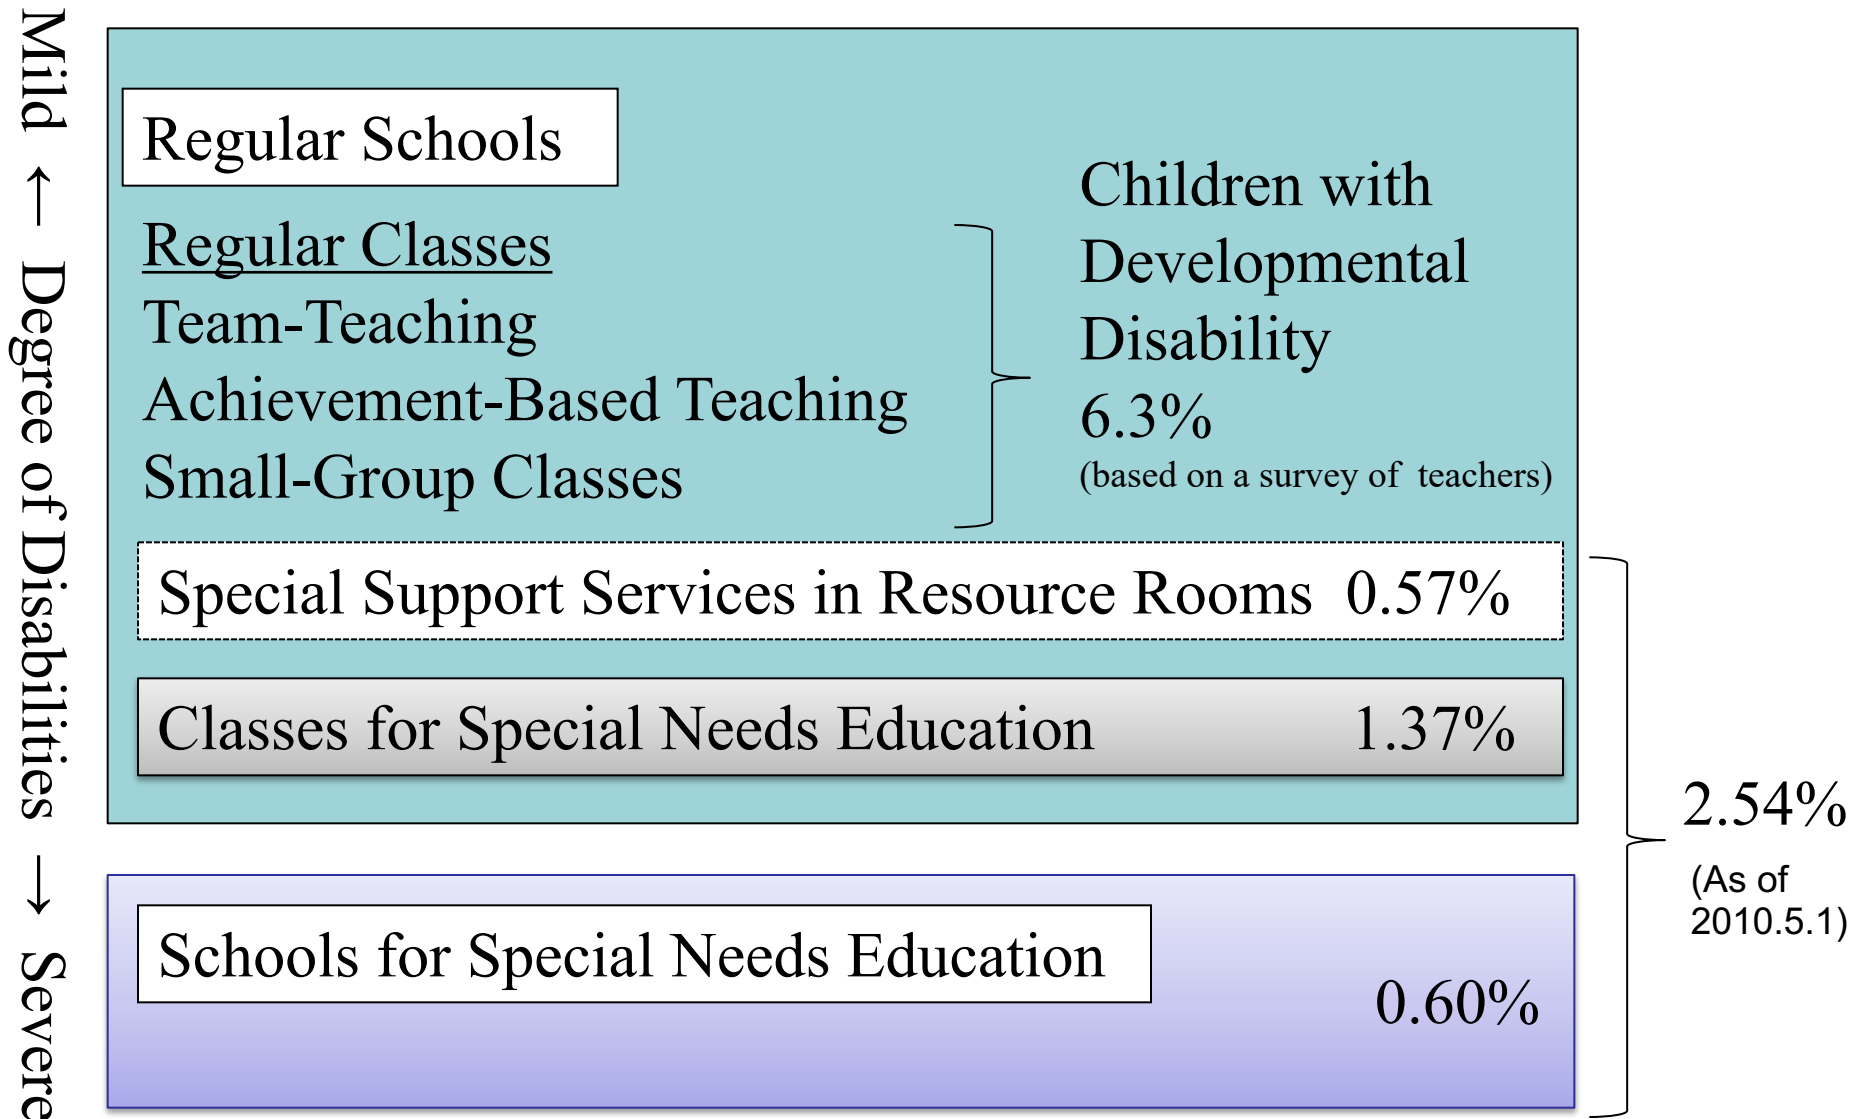 Mild ← Degree of Disabilities → Severe
Regular Schools
Regular Classes
Team-Teaching
Achievement-Based Teaching
Small-Group Classes
Children with
Developmental
Disability
6.3%
(based on a survey of teachers)
Special Support Services in Resource Rooms 0.57%
Classes for Special Needs Education 1.37%
Schools for Special Needs Education
0.60%
2.54%
(As of
2010.5.1)